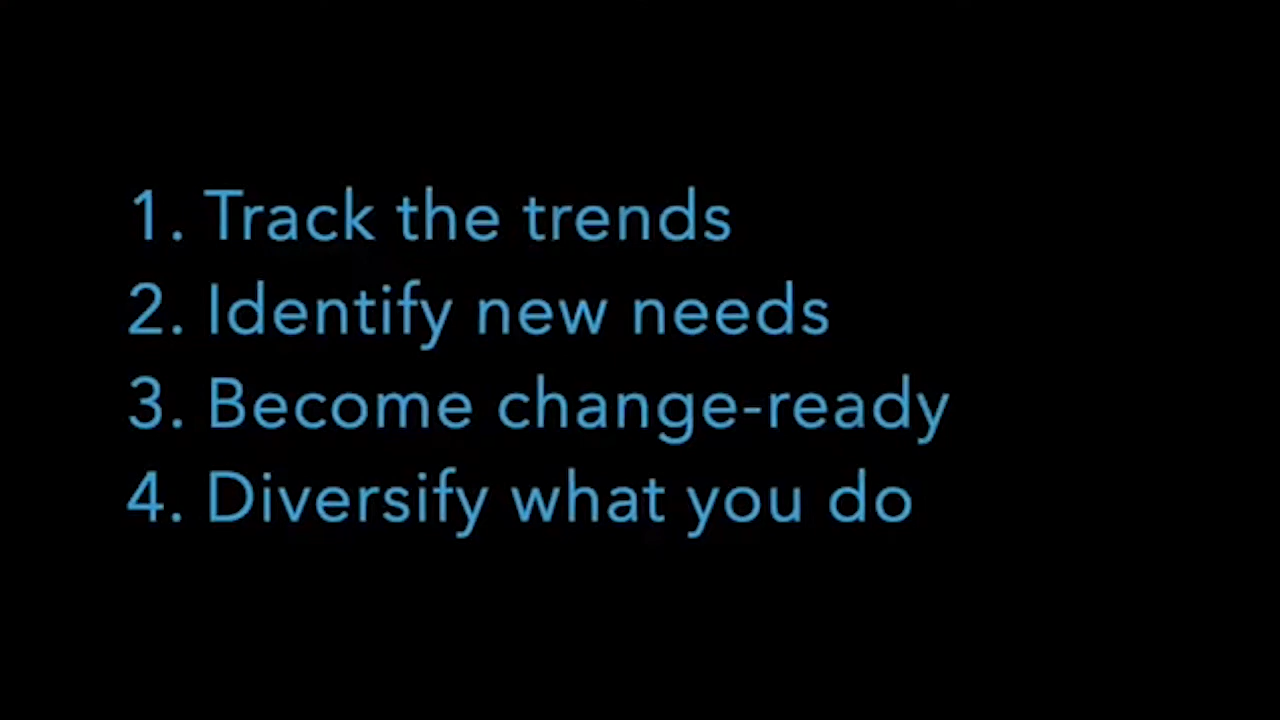 1. Track the trends
2. Identify new needs
3. Become change-ready
4. Diversify what you do